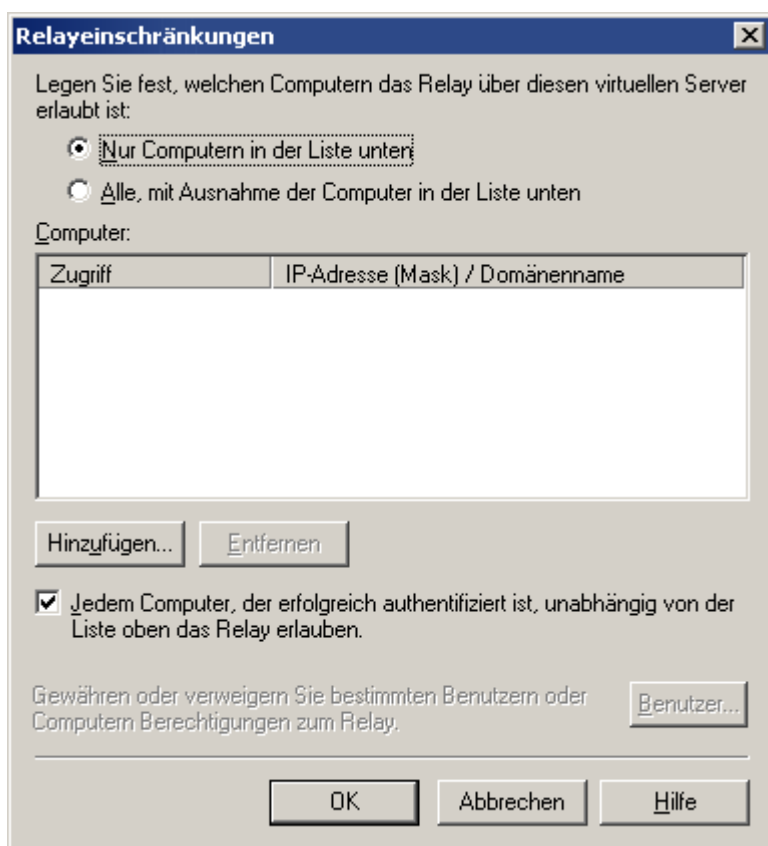 Relayeinschränkungen
Legen Sie fest, welchen Computern das Relay über diesen virtuellen Server
erlaubt ist:
Nur Computern in der Liste unten
Alle, mit Ausnahme der Computer in der Liste unten
Computer:
Zugriff IP-Adresse (Mask) / Domänenname
Hinzufügen... Entfernen
Jedem Computer, der erfolgreich authentifiziert ist, unabhängig von der
Liste oben das Relay erlauben.
Gewähren oder verweigern Sie bestimmten Benutzern oder
Computern Berechtigungen zum Relay.
Benutzer...
OK Abbrechen Hilfe